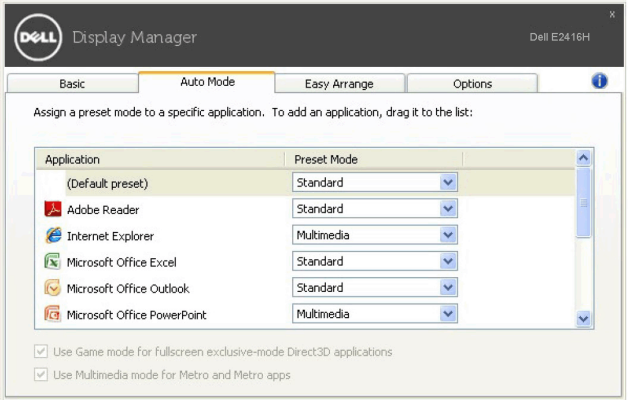 DELL Display Manager
x
Dell E2416H
Basic Auto Mode Easy Arrange Options
Assign a preset mode to a specific application. To add an application, drag it to the list:
Application Preset Mode
(Default preset) Standard
Adobe Reader Standard
Internet Explorer Multimedia
Microsoft Office Excel Standard
Microsoft Office Outlook Standard
Microsoft Office PowerPoint Multimedia
Use Game mode for fullscreen exclusive-mode Direct3D applications
Use Multimedia mode for Metro and Metro apps